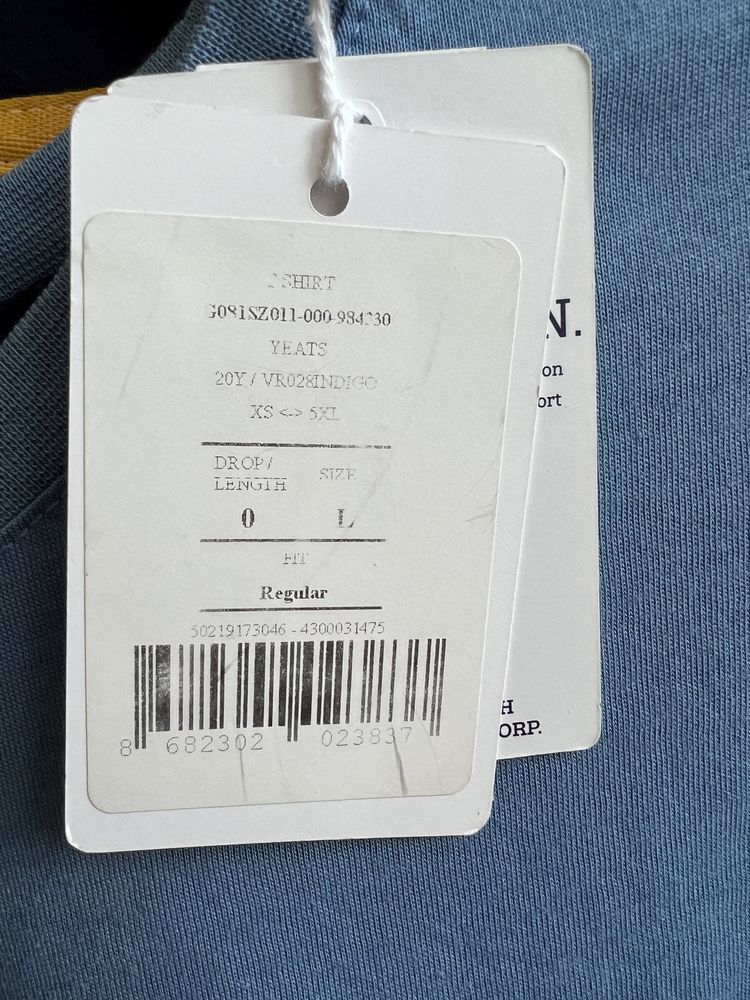 SHIRT
G081SZ011-000-984330
YEATS
20Y / VR028INDIGO
XS <-> 5XL
DROP/ SIZE
LENGTH
0 L
FIT
Regular
50219173046 - 4300031475
8 682302 023837
N.
on
ort
H
ORP.